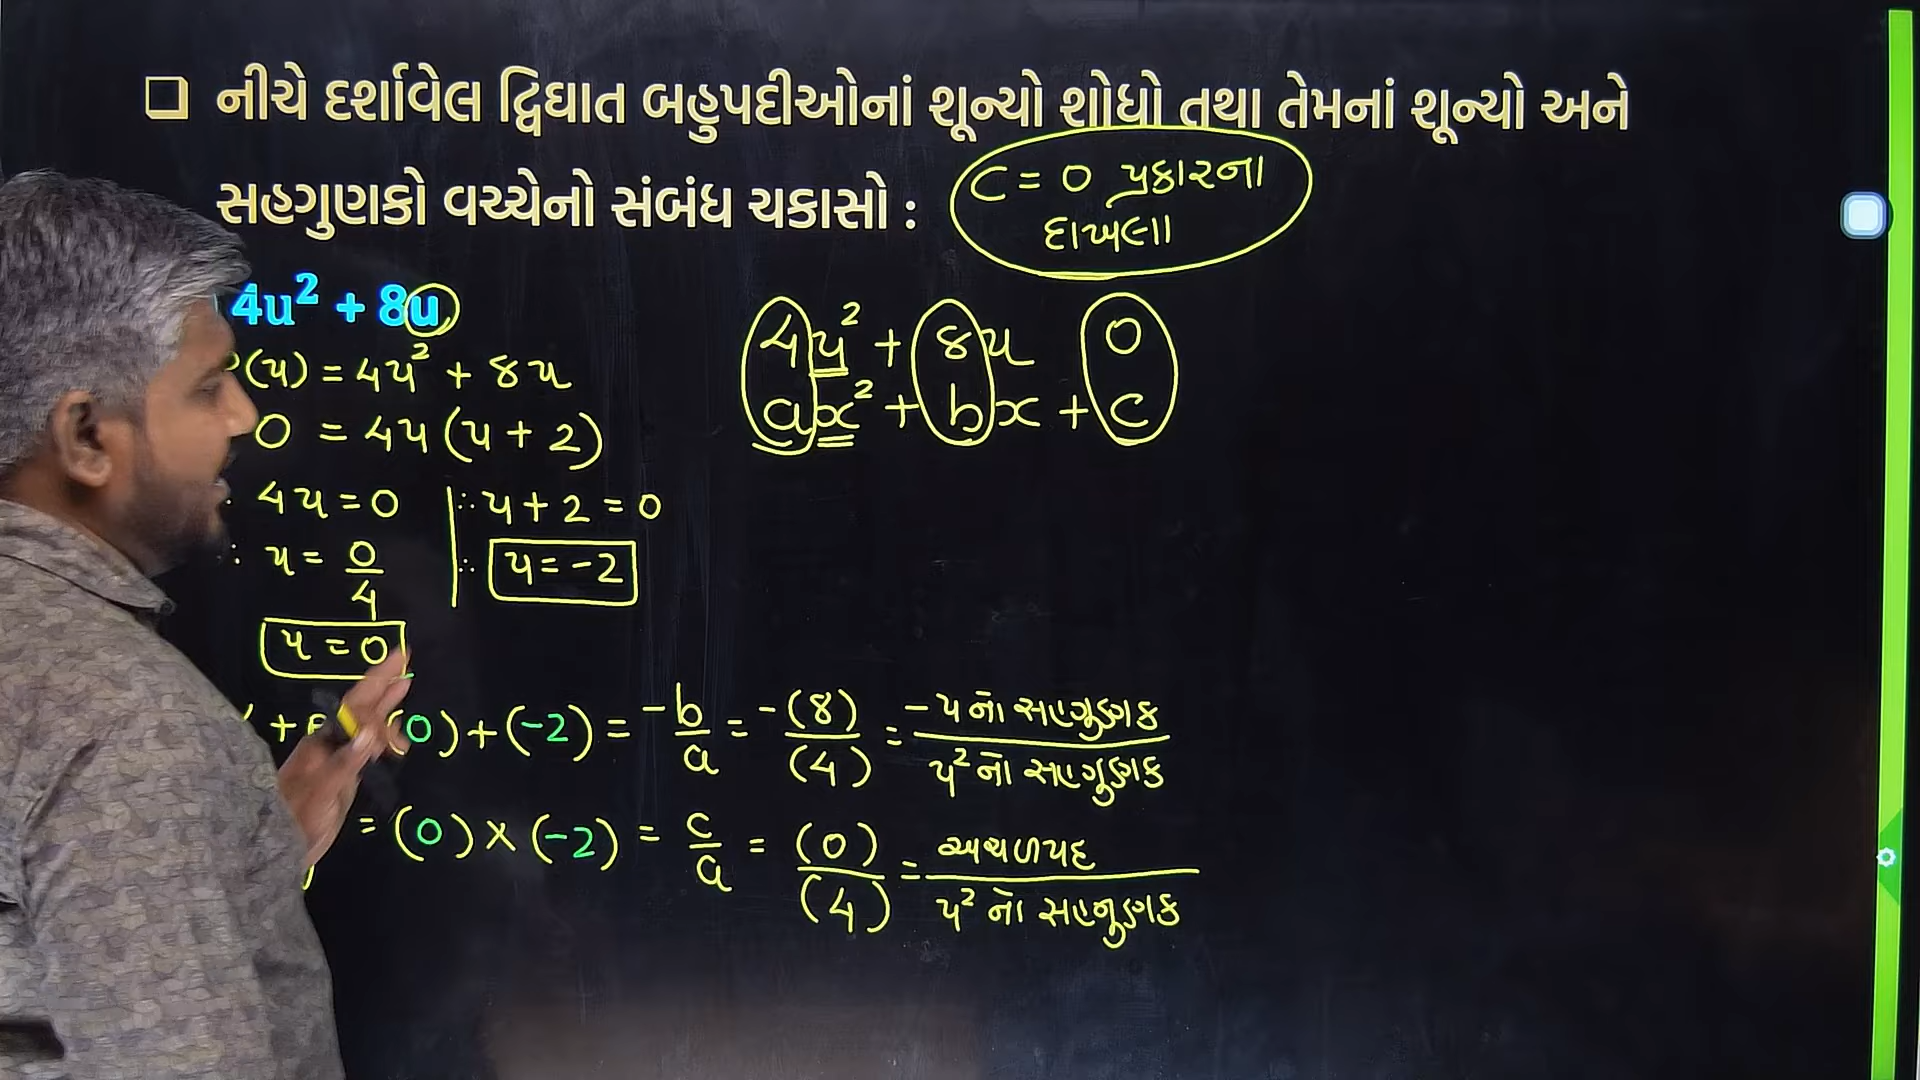 ❑ નીચે દર્શાવેલ દ્વિઘાત બહુપદીઓનાં શૂન્યો શોધો તથા તેમનાં શૂન્યો અને
સહગુણકો વચ્ચેનો સંબંધ ચકાસો :
C = 0 પ્રકારના
દાખલા
4u² + 8u
(u) = 4u² + 8u
0 = 4u (u + 2)
4u = 0 ∴ u + 2 = 0
∴ u = 0/4 ∴ u = -2
u = 0
4u² + 8u 0
ax² + bx + c
+ (0) + (-2) = -b/a = -(8)/(4) = -u નો સહગુણક / u² નો સહગુણક
= (0) × (-2) = c/a = (0)/(4) = અચળપદ / u² નો સહગુણક